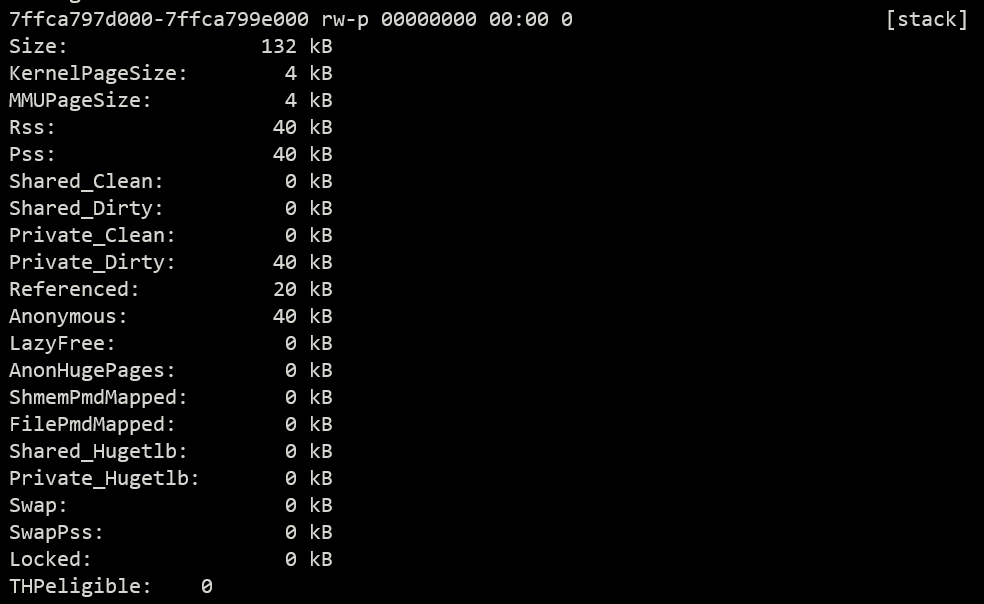 7ffca797d000-7ffca799e000 rw-p 00000000 00:00 0                          [stack]
Size:                132 kB
KernelPageSize:        4 kB
MMUPageSize:           4 kB
Rss:                  40 kB
Pss:                  40 kB
Shared_Clean:          0 kB
Shared_Dirty:          0 kB
Private_Clean:         0 kB
Private_Dirty:        40 kB
Referenced:           20 kB
Anonymous:            40 kB
LazyFree:              0 kB
AnonHugePages:         0 kB
ShmemPmdMapped:        0 kB
FilePmdMapped:         0 kB
Shared_Hugetlb:        0 kB
Private_Hugetlb:       0 kB
Swap:                  0 kB
SwapPss:               0 kB
Locked:                0 kB
THPeligible:    0